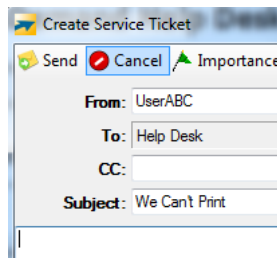 Create Service Ticket
Send Cancel Importance
From: UserABC
To: Help Desk
CC:
Subject: We Can't Print